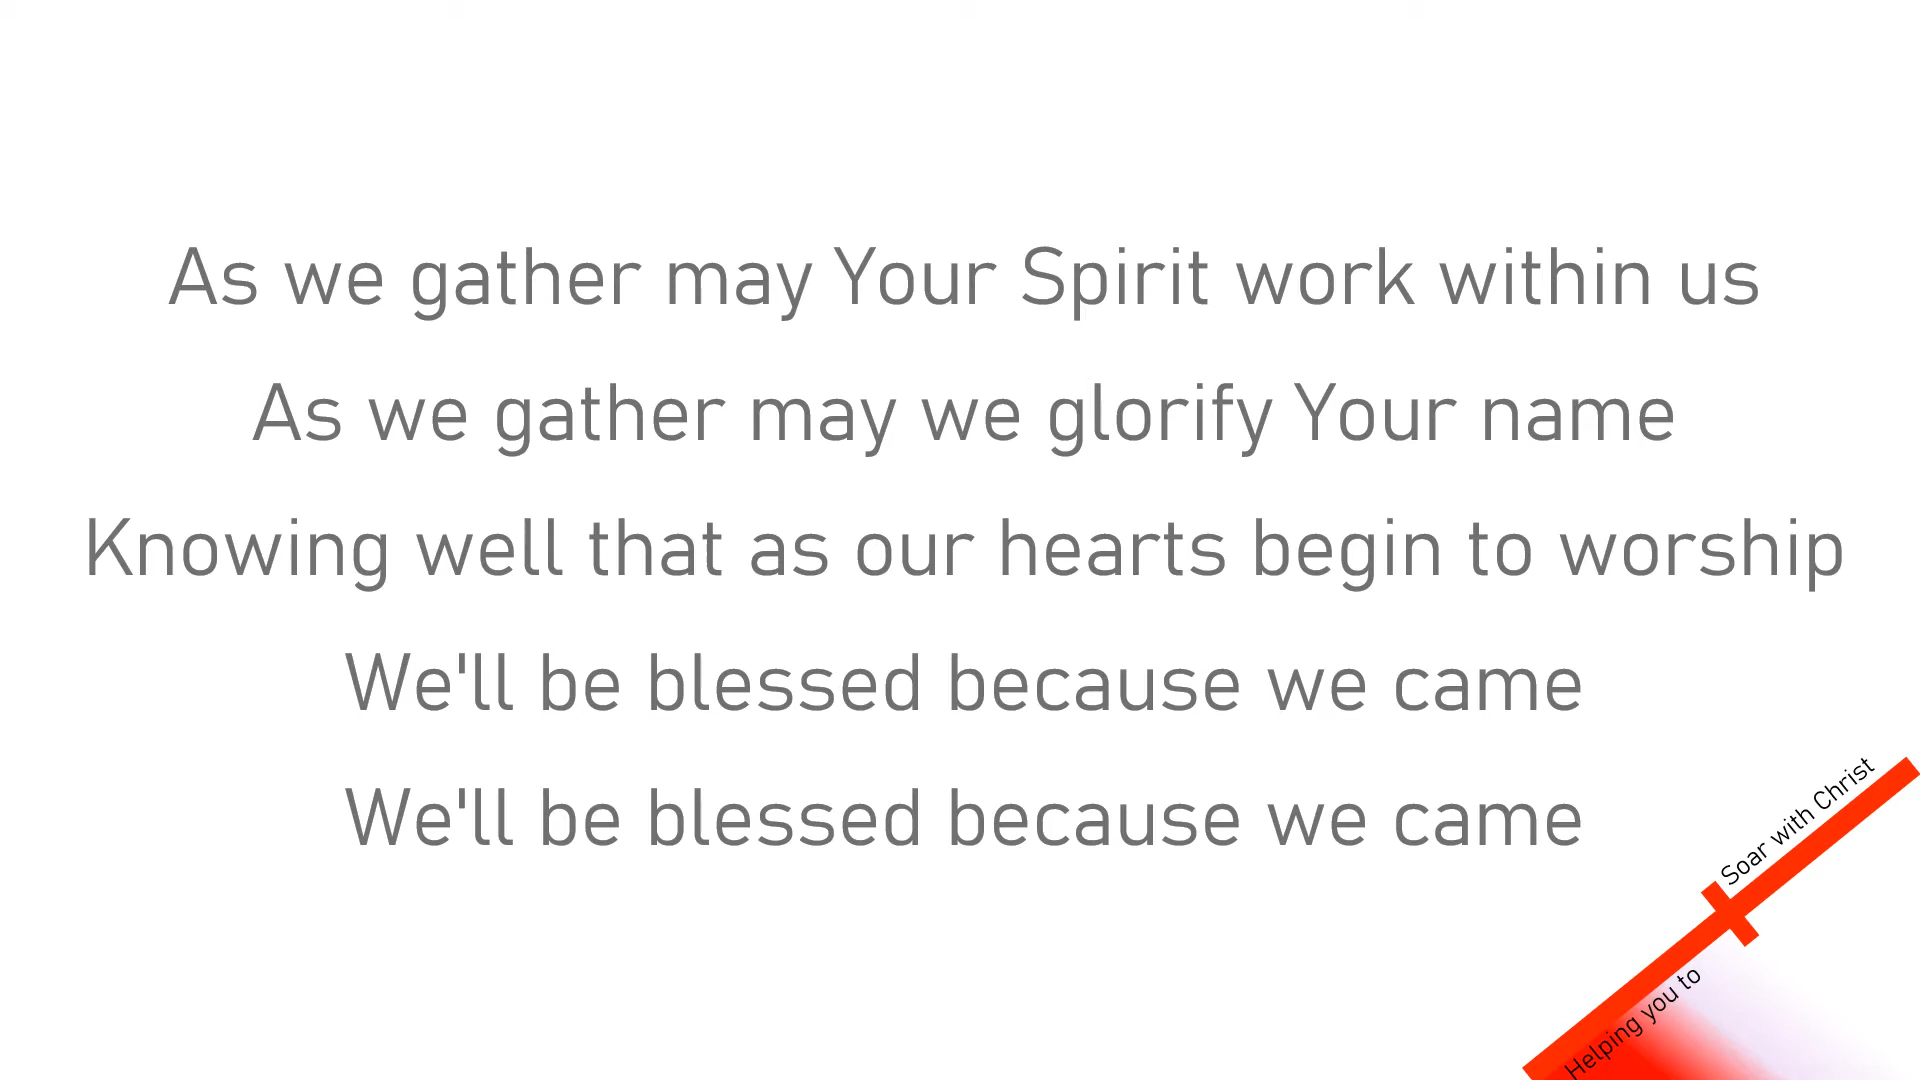 As we gather may Your Spirit work within us
As we gather may we glorify Your name
Knowing well that as our hearts begin to worship
We'll be blessed because we came
We'll be blessed because we came
Helping you to
Soar with Christ